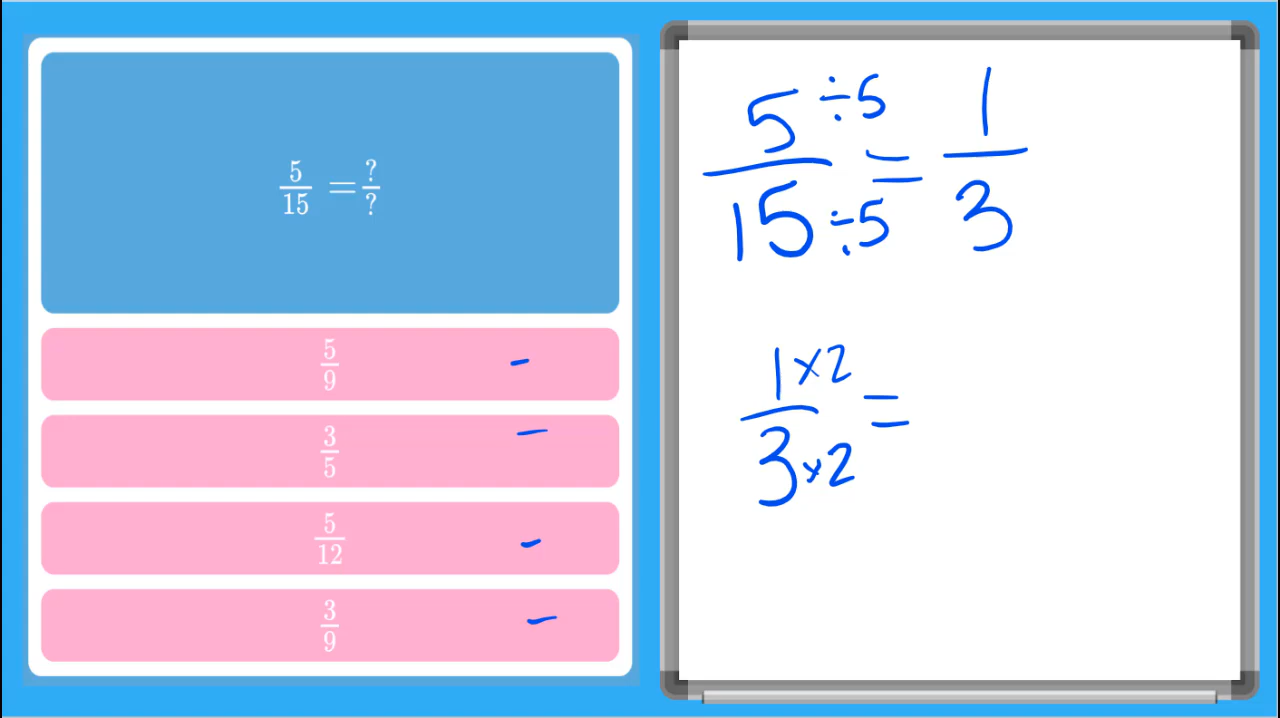 5/15 = ?/?
5/9 -
3/5 -
5/12 -
3/9 -
5÷5/15÷5 = 1/3
1×2/3×2 =